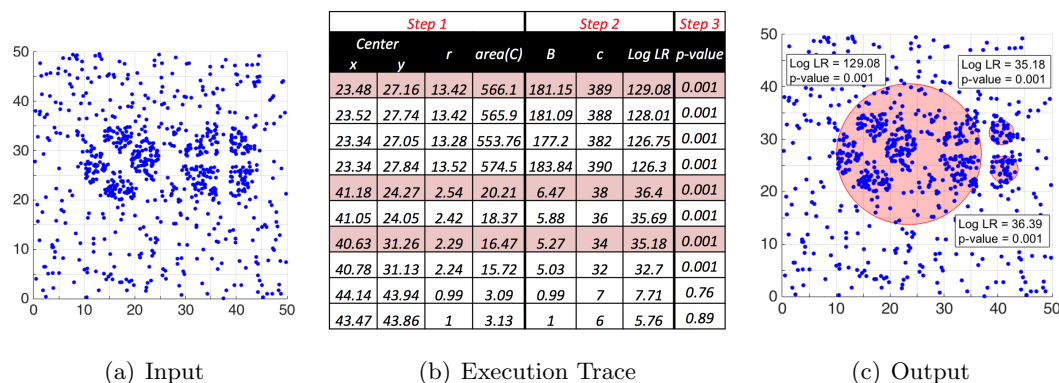 Step 1 Step 2 Step 3
Center x y r area(C) B c Log LR p-value
23.48 27.16 13.42 566.1 181.15 389 129.08 0.001
23.52 27.74 13.42 565.9 181.09 388 128.01 0.001
23.34 27.05 13.28 553.76 177.2 382 126.75 0.001
23.34 27.84 13.52 574.5 183.84 390 126.3 0.001
41.18 24.27 2.54 20.21 6.47 38 36.4 0.001
41.05 24.05 2.42 18.37 5.88 36 35.69 0.001
40.63 31.26 2.29 16.47 5.27 34 35.18 0.001
40.78 31.13 2.24 15.72 5.03 32 32.7 0.001
44.14 43.94 0.99 3.09 0.99 7 7.71 0.76
43.47 43.86 1 3.13 1 6 5.76 0.89
50
45
40
35
30
25
20
15
10
5
0
0 10 20 30 40 50
50
45
40
35
30
25
20
15
10
5
0
0 10 20 30 40 50
Log LR = 129.08
p-value = 0.001
Log LR = 35.18
p-value = 0.001
Log LR = 36.39
p-value = 0.001
(a) Input
(b) Execution Trace
(c) Output